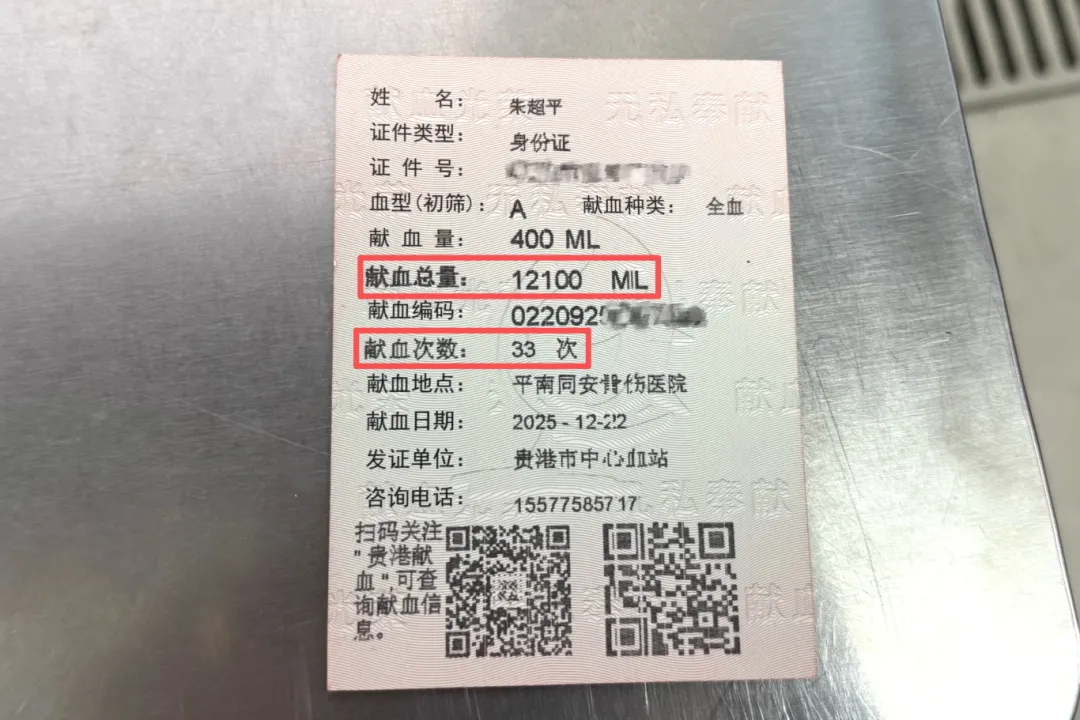 姓 名： 朱超平
证件类型： 身份证
证 件 号：
血型(初筛)： A 献血种类： 全血
献 血 量： 400 ML
献血总量： 12100 ML
献血编码： 022092
献血次数： 33 次
献血地点： 平南同安骨伤医院
献血日期： 2025-12-22
发证单位： 贵港市中心血站
咨询电话： 15577585717
扫码关注
"贵港献
血"可查
询献血信
息。
无私奉献